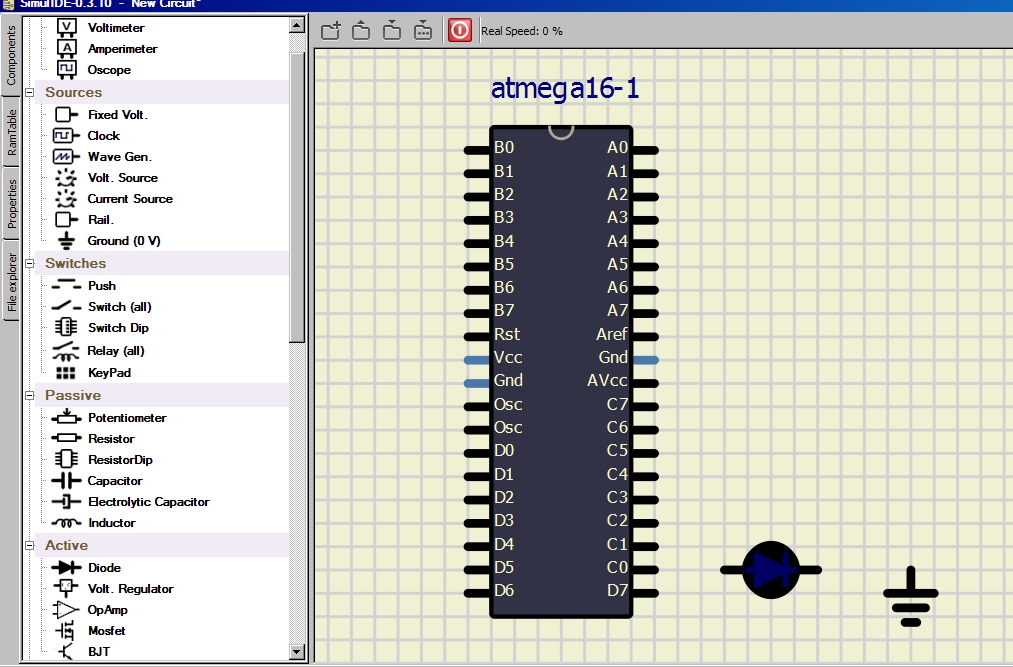 SimulIDE-0.3.10 - New Circuit*
Components
RamTable
Properties
File explorer
Voltimeter
Amperimeter
Oscope
Sources
Fixed Volt.
Clock
Wave Gen.
Volt. Source
Current Source
Rail.
Ground (0 V)
Switches
Push
Switch (all)
Switch Dip
Relay (all)
KeyPad
Passive
Potentiometer
Resistor
ResistorDip
Capacitor
Electrolytic Capacitor
Inductor
Active
Diode
Volt. Regulator
OpAmp
Mosfet
BJT
Real Speed: 0 %
atmega16-1
B0 A0
B1 A1
B2 A2
B3 A3
B4 A4
B5 A5
B6 A6
B7 A7
Rst Aref
Vcc Gnd
Gnd AVcc
Osc C7
Osc C6
D0 C5
D1 C4
D2 C3
D3 C2
D4 C1
D5 C0
D6 D7